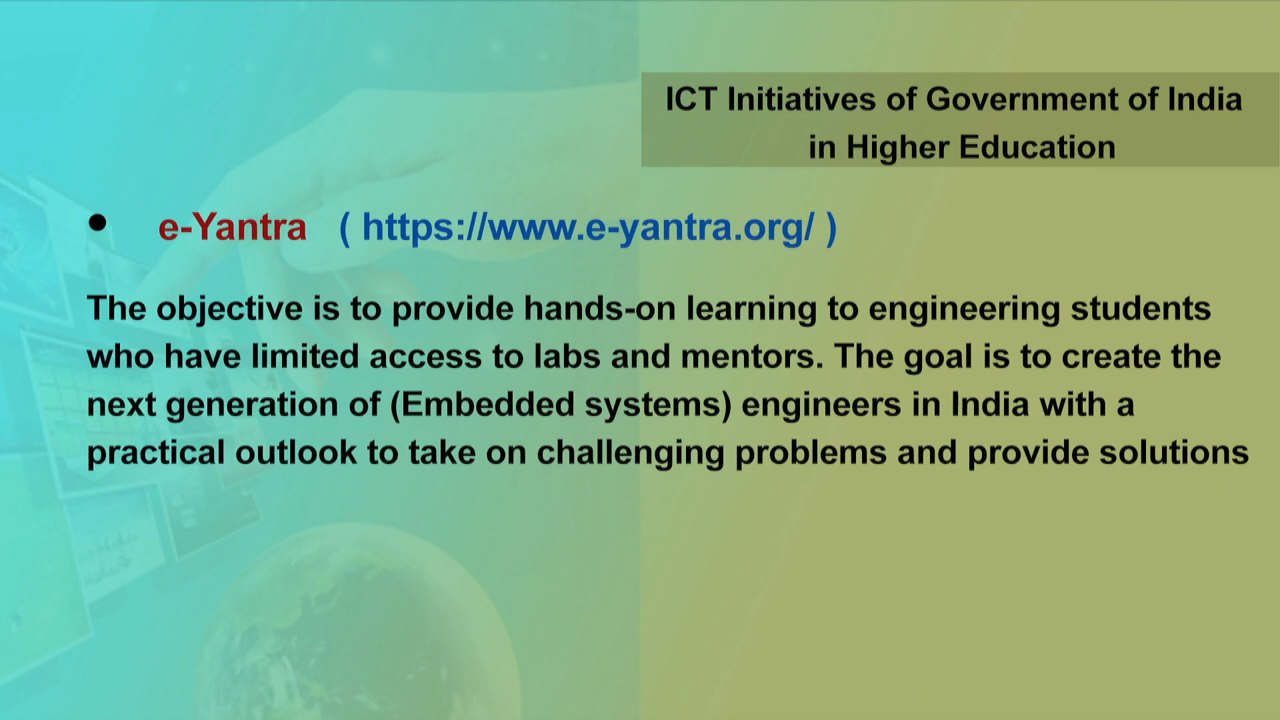 ICT Initiatives of Government of India
in Higher Education
• e-Yantra ( https://www.e-yantra.org/ )
The objective is to provide hands-on learning to engineering students
who have limited access to labs and mentors. The goal is to create the
next generation of (Embedded systems) engineers in India with a
practical outlook to take on challenging problems and provide solutions